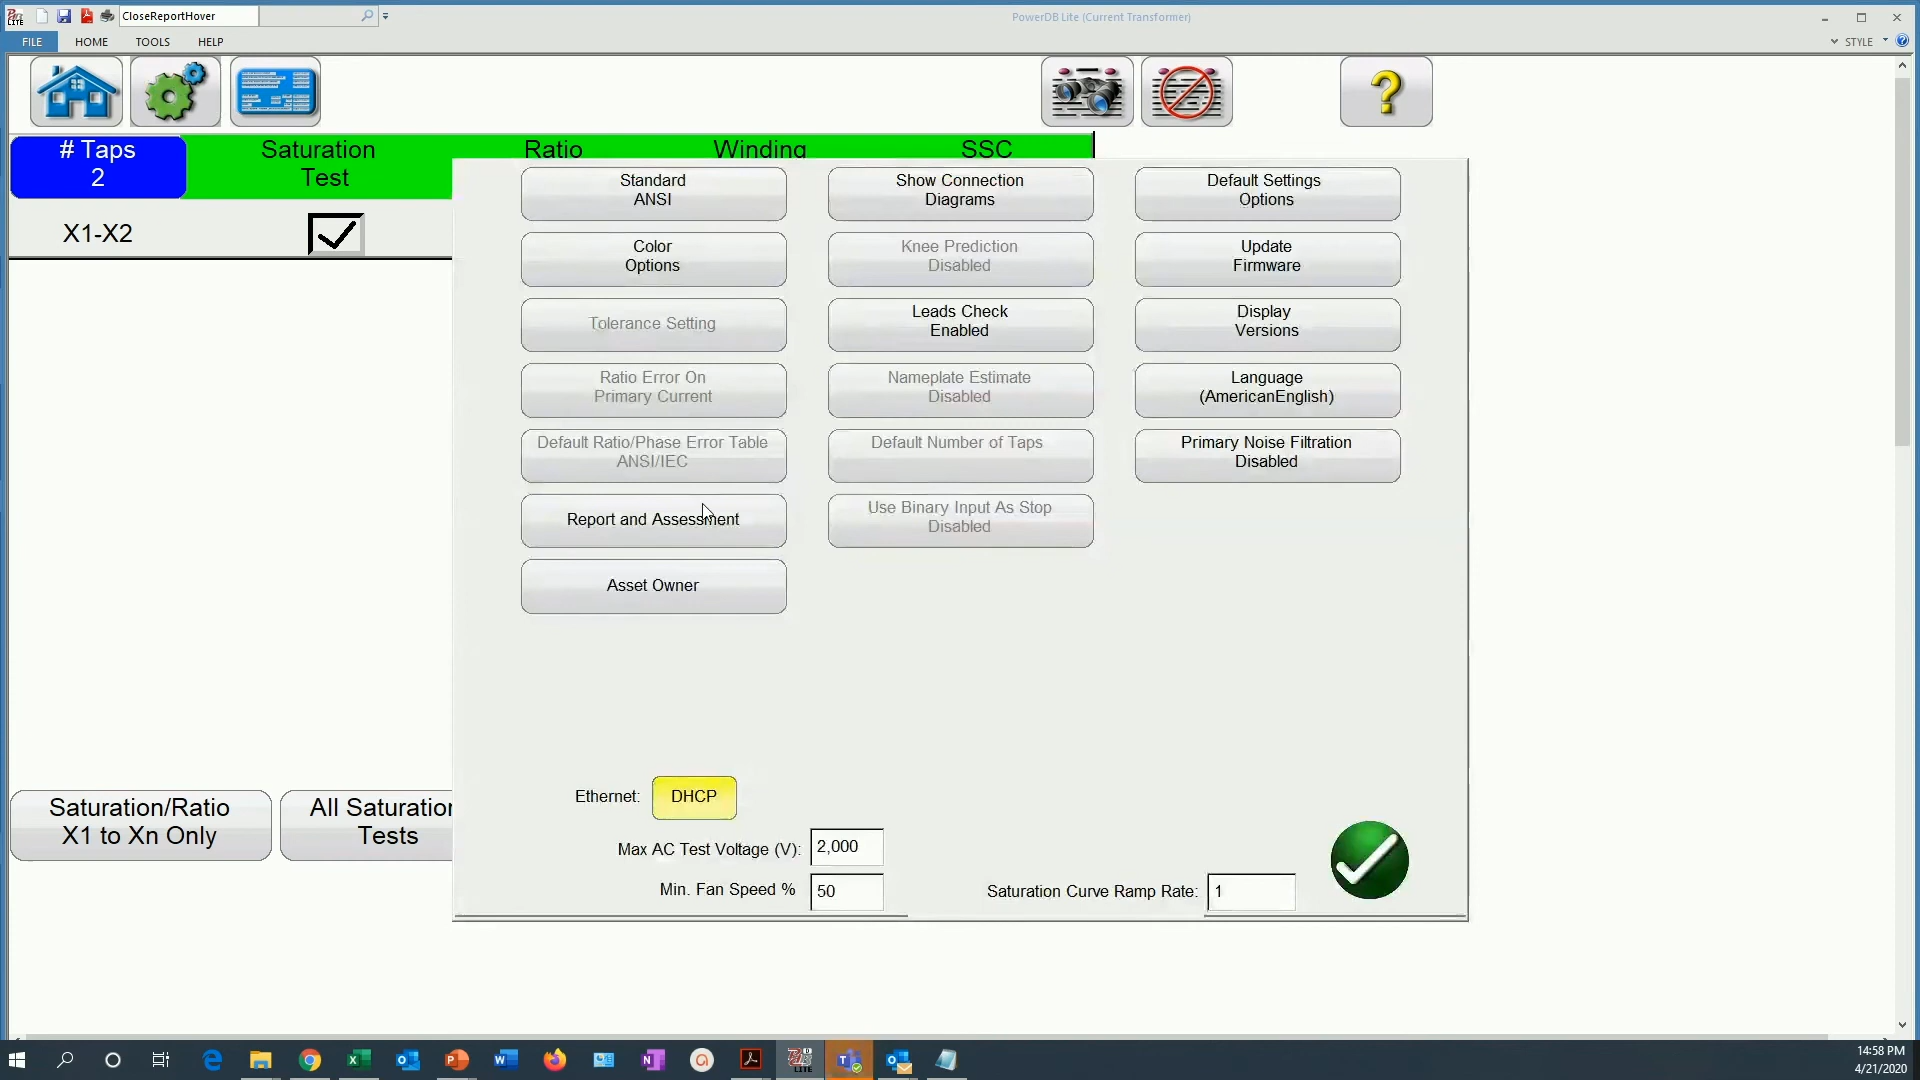 CloseReportHover
PowerDB Lite (Current Transformer)
FILE HOME TOOLS HELP
STYLE
# Taps
2
Saturation
Test
Ratio
Winding
SSC
X1-X2
Standard
ANSI
Show Connection
Diagrams
Default Settings
Options
Color
Options
Knee Prediction
Disabled
Update
Firmware
Tolerance Setting
Leads Check
Enabled
Display
Versions
Ratio Error On
Primary Current
Nameplate Estimate
Disabled
Language
(AmericanEnglish)
Default Ratio/Phase Error Table
ANSI/IEC
Default Number of Taps
Primary Noise Filtration
Disabled
Report and Assessment
Use Binary Input As Stop
Disabled
Asset Owner
Ethernet: DHCP
Saturation/Ratio
X1 to Xn Only
All Saturation
Tests
Max AC Test Voltage (V): 2,000
Min. Fan Speed % 50
Saturation Curve Ramp Rate: 1
14:58 PM
4/21/2020